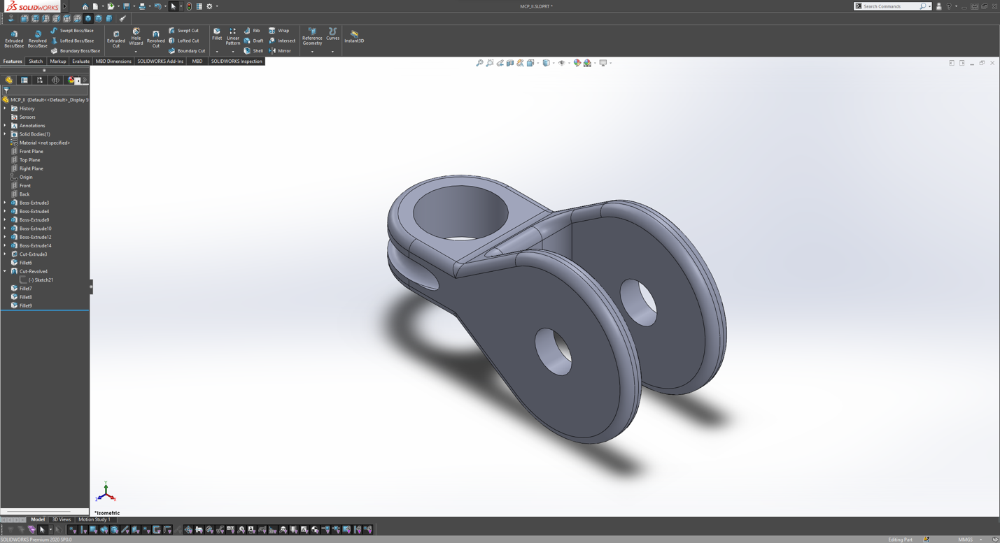 SOLIDWORKS
MCP_II.SLDPRT *
Search Commands
Extruded Boss/Base
Revolved Boss/Base
Swept Boss/Base
Lofted Boss/Base
Boundary Boss/Base
Extruded Cut
Hole Wizard
Revolved Cut
Swept Cut
Lofted Cut
Boundary Cut
Fillet
Linear Pattern
Rib
Draft
Shell
Wrap
Intersect
Mirror
Reference Geometry
Curves
Instant3D
Features
Sketch
Markup
Evaluate
MBD Dimensions
SOLIDWORKS Add-Ins
MBD
SOLIDWORKS Inspection
MCP_II (Default<<Default>_Display S
History
Sensors
Annotations
Solid Bodies(1)
Material <not specified>
Front Plane
Top Plane
Right Plane
Origin
Front
Back
Boss-Extrude3
Boss-Extrude4
Boss-Extrude9
Boss-Extrude10
Boss-Extrude12
Boss-Extrude14
Cut-Extrude3
Fillet6
Cut-Revolve4
(-) Sketch21
Fillet7
Fillet8
Fillet9
Y
Z
X
*Isometric
Model
3D Views
Motion Study 1
SOLIDWORKS Premium 2020 SP0.0
Editing Part
MMGS